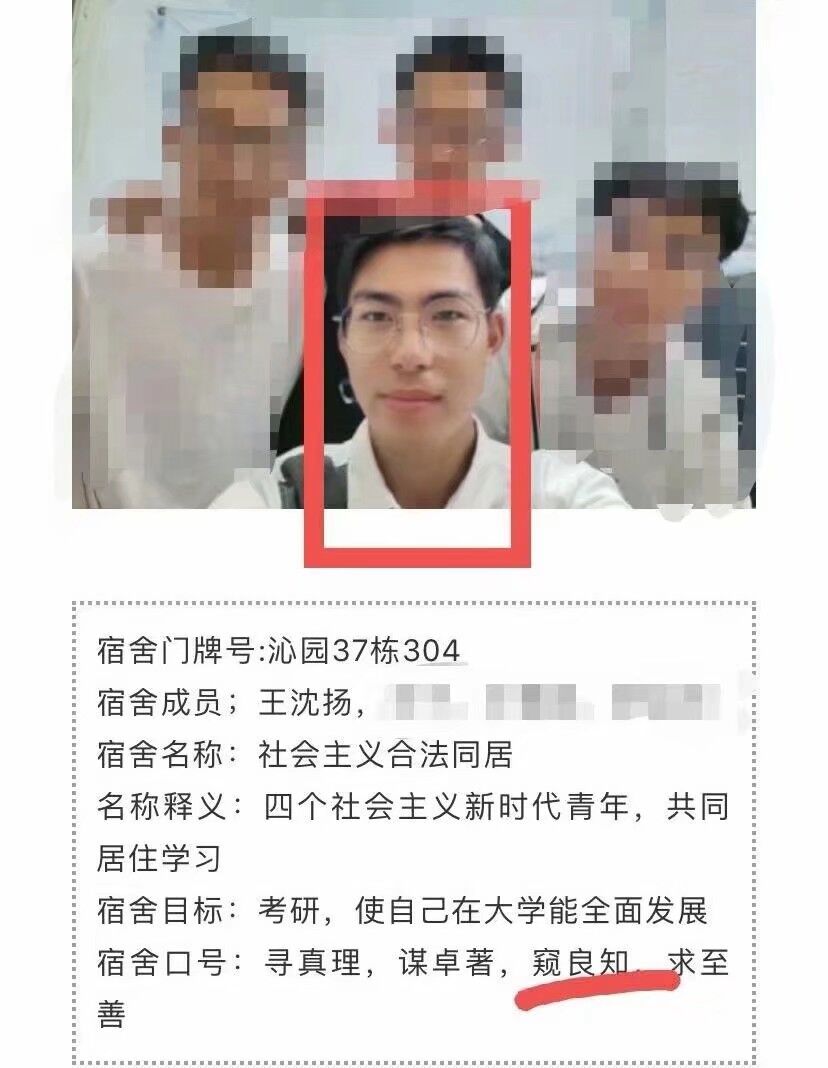 宿舍门牌号:沁园37栋304
宿舍成员；王沈扬，
宿舍名称：社会主义合法同居
名称释义：四个社会主义新时代青年，共同
居住学习
宿舍目标：考研，使自己在大学能全面发展
宿舍口号：寻真理，谋卓著，窥良知、求至
善